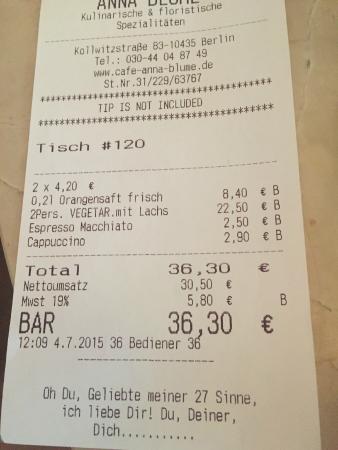 ANNA BLUME
Kulinarische & floristische
Spezialitäten
Kollwitzstraße 83-10435 Berlin
Tel.: 030-44 04 87 49
www.cafe-anna-blume.de
St.Nr.31/229/63767
****************************************
TIP IS NOT INCLUDED
****************************************
Tisch #120
2 x 4,20 €
0,2l Orangensaft frisch 8,40 € B
2Pers. VEGETAR.mit Lachs 22,50 € B
Espresso Macchiato 2,50 € B
Cappuccino 2,90 € B
Total 36,30 €
Nettoumsatz 30,50 €
Mwst 19% 5,80 € B
BAR 36,30 €
12:09 4.7.2015 36 Bediener 36
Oh Du, Geliebte meiner 27 Sinne,
ich liebe Dir! Du, Deiner,
Dich...........